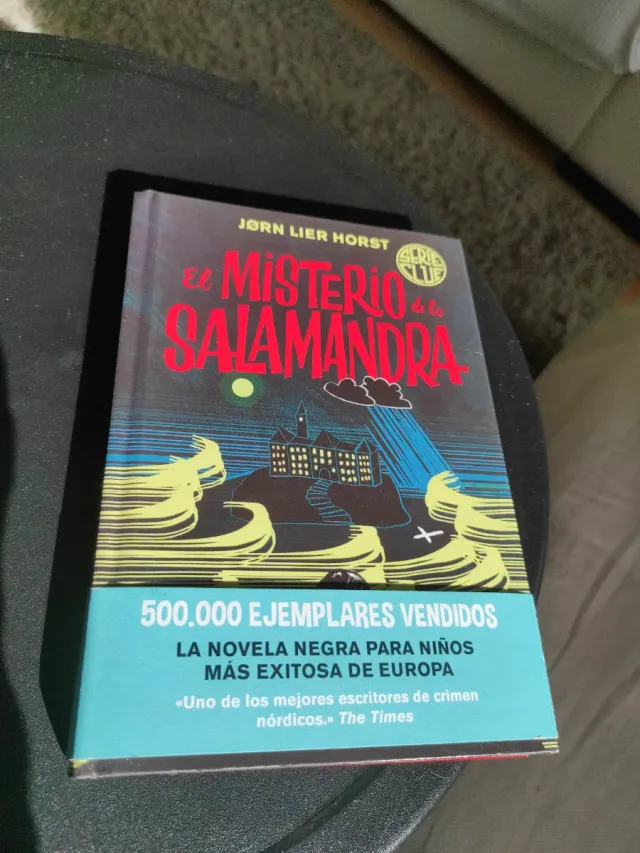 JØRN LIER HORST
SERIE
CLUE
El MiSTERiO de la
SALAMANDRA
500.000 EJEMPLARES VENDIDOS
LA NOVELA NEGRA PARA NIÑOS
MÁS EXITOSA DE EUROPA
«Uno de los mejores escritores de crimen
nórdicos.» The Times